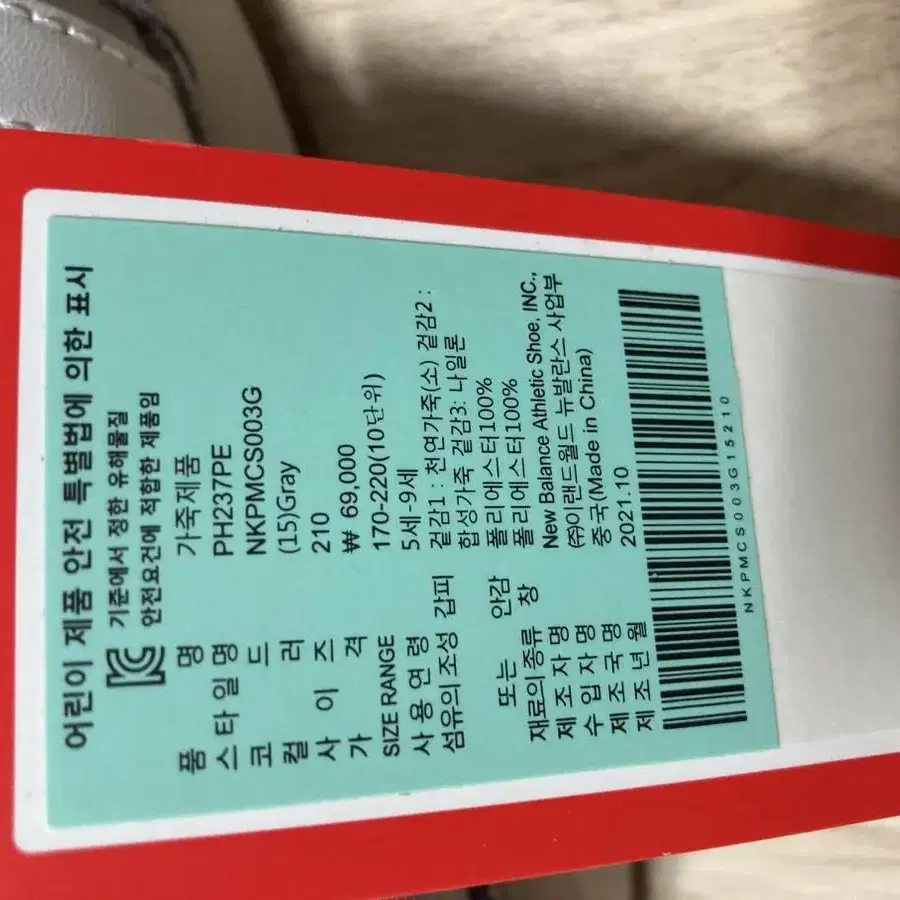 어린이 제품 안전 특별법에 의한 표시
기준에서 정한 유해물질
안전요건에 적합한 제품임
품 명 가죽제품
스타일명 PH237PE
코 드 NKPMCS003G
컬 러 (15)Gray
사 이 즈 210
가 격 ₩ 69,000
SIZE RANGE 170-220(10단위)
사 용 연 령 5세-9세
섬유의 조성 갑피 겉감1 : 천연가죽(소) 겉감2 :
합성가죽 겉감3: 나일론
또는 안감 폴리에스터100%
재료의 종류 창 폴리에스터100%
제 조 자 명 New Balance Athletic Shoe, INC.,
수 입 자 명 ㈜이랜드월드 뉴발란스 사업부
제 조 국 명 중국(Made in China)
제 조 년 월 2021.10
NKPMCS003G15210